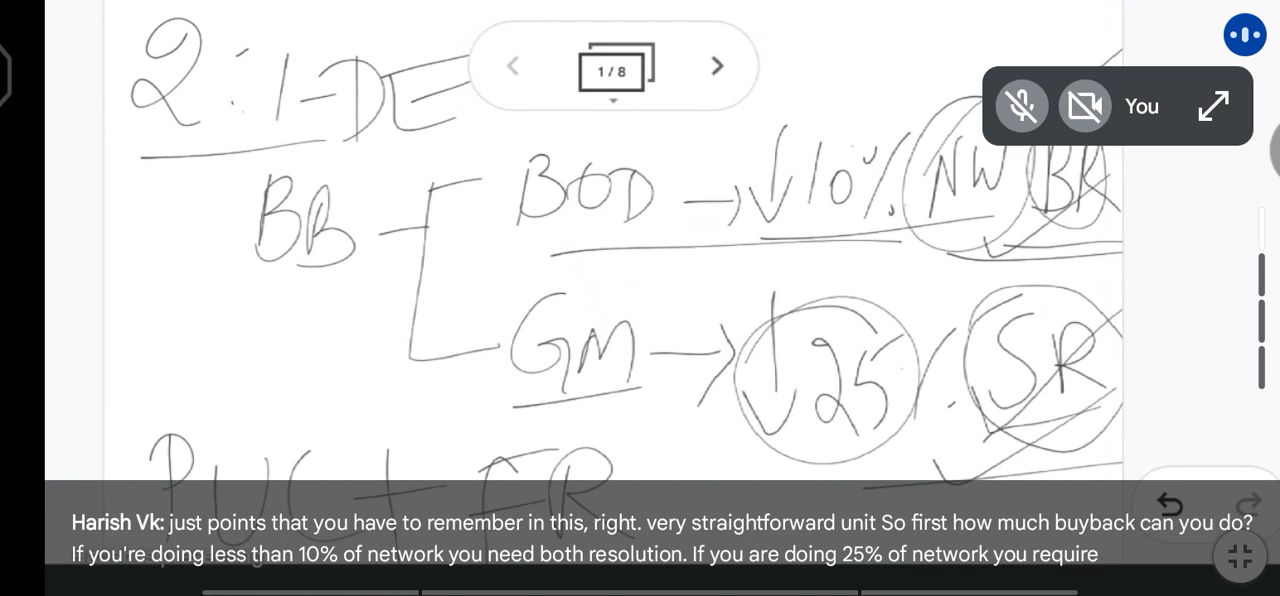 2:1-DE
1/8
You
BB
BOD → ↓ 10% NW BR
GM → ↓ 25% SR
PUC + FR
Harish Vk: just points that you have to remember in this, right. very straightforward unit So first how much buyback can you do?
If you're doing less than 10% of network you need both resolution. If you are doing 25% of network you require